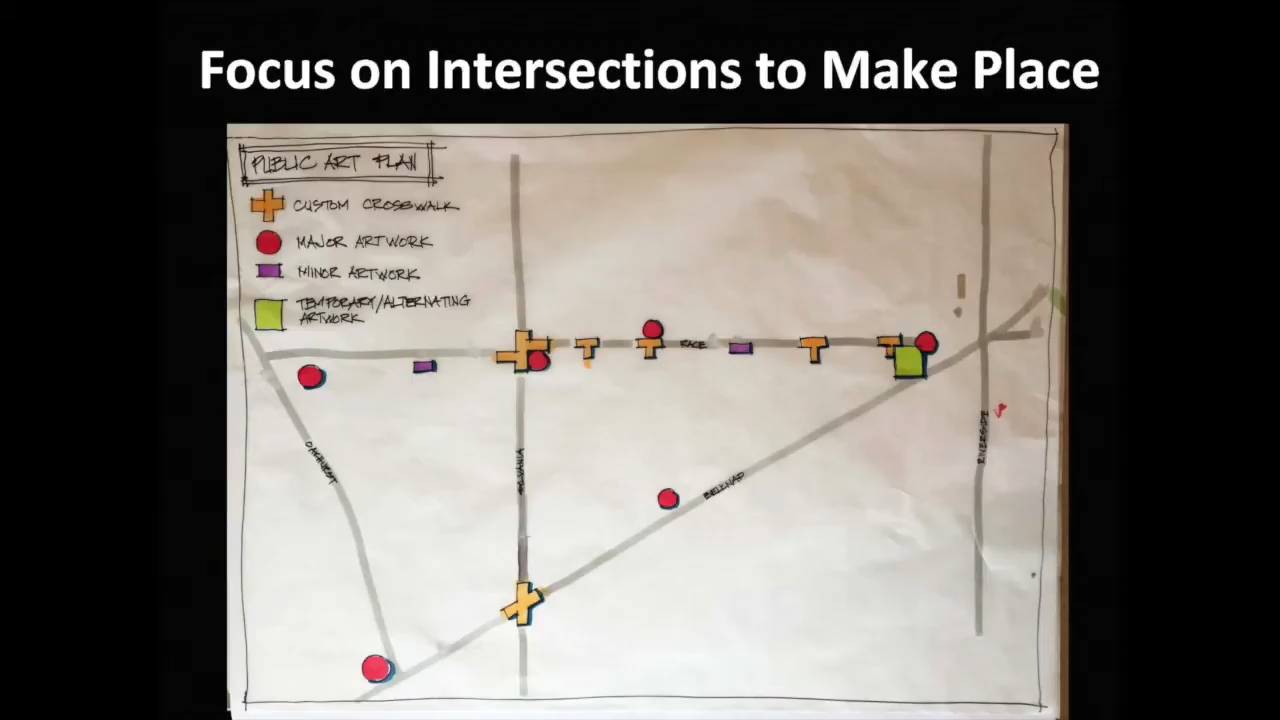 Focus on Intersections to Make Place
PUBLIC ART PLAN
CUSTOM CROSSWALK
MAJOR ARTWORK
MINOR ARTWORK
TEMPORARY/ALTERNATING
ARTWORK
RACE
OAKHURST
SYLVANIA
BELKNAP
RIVERSIDE